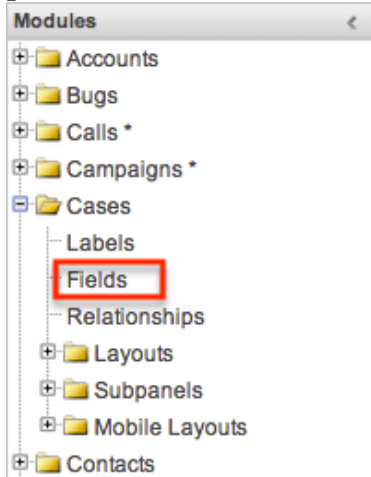 Modules
Accounts
Bugs
Calls *
Campaigns *
Cases
Labels
Fields
Relationships
Layouts
Subpanels
Mobile Layouts
Contacts